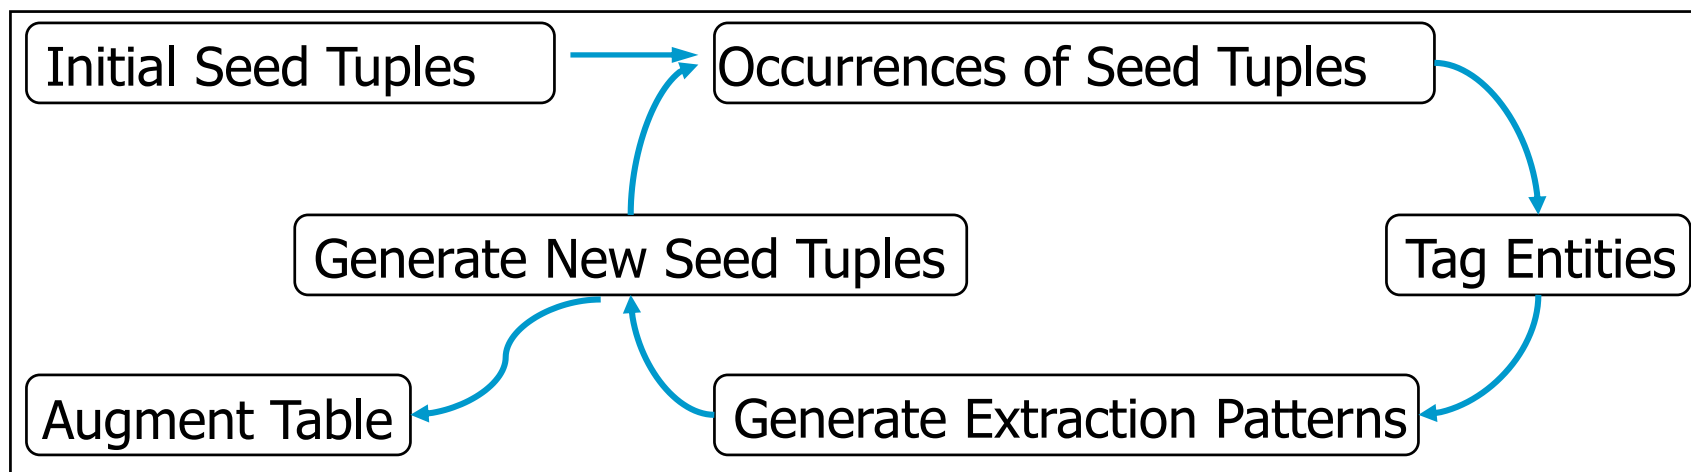 Initial Seed Tuples
Occurrences of Seed Tuples
Generate New Seed Tuples
Tag Entities
Augment Table
Generate Extraction Patterns